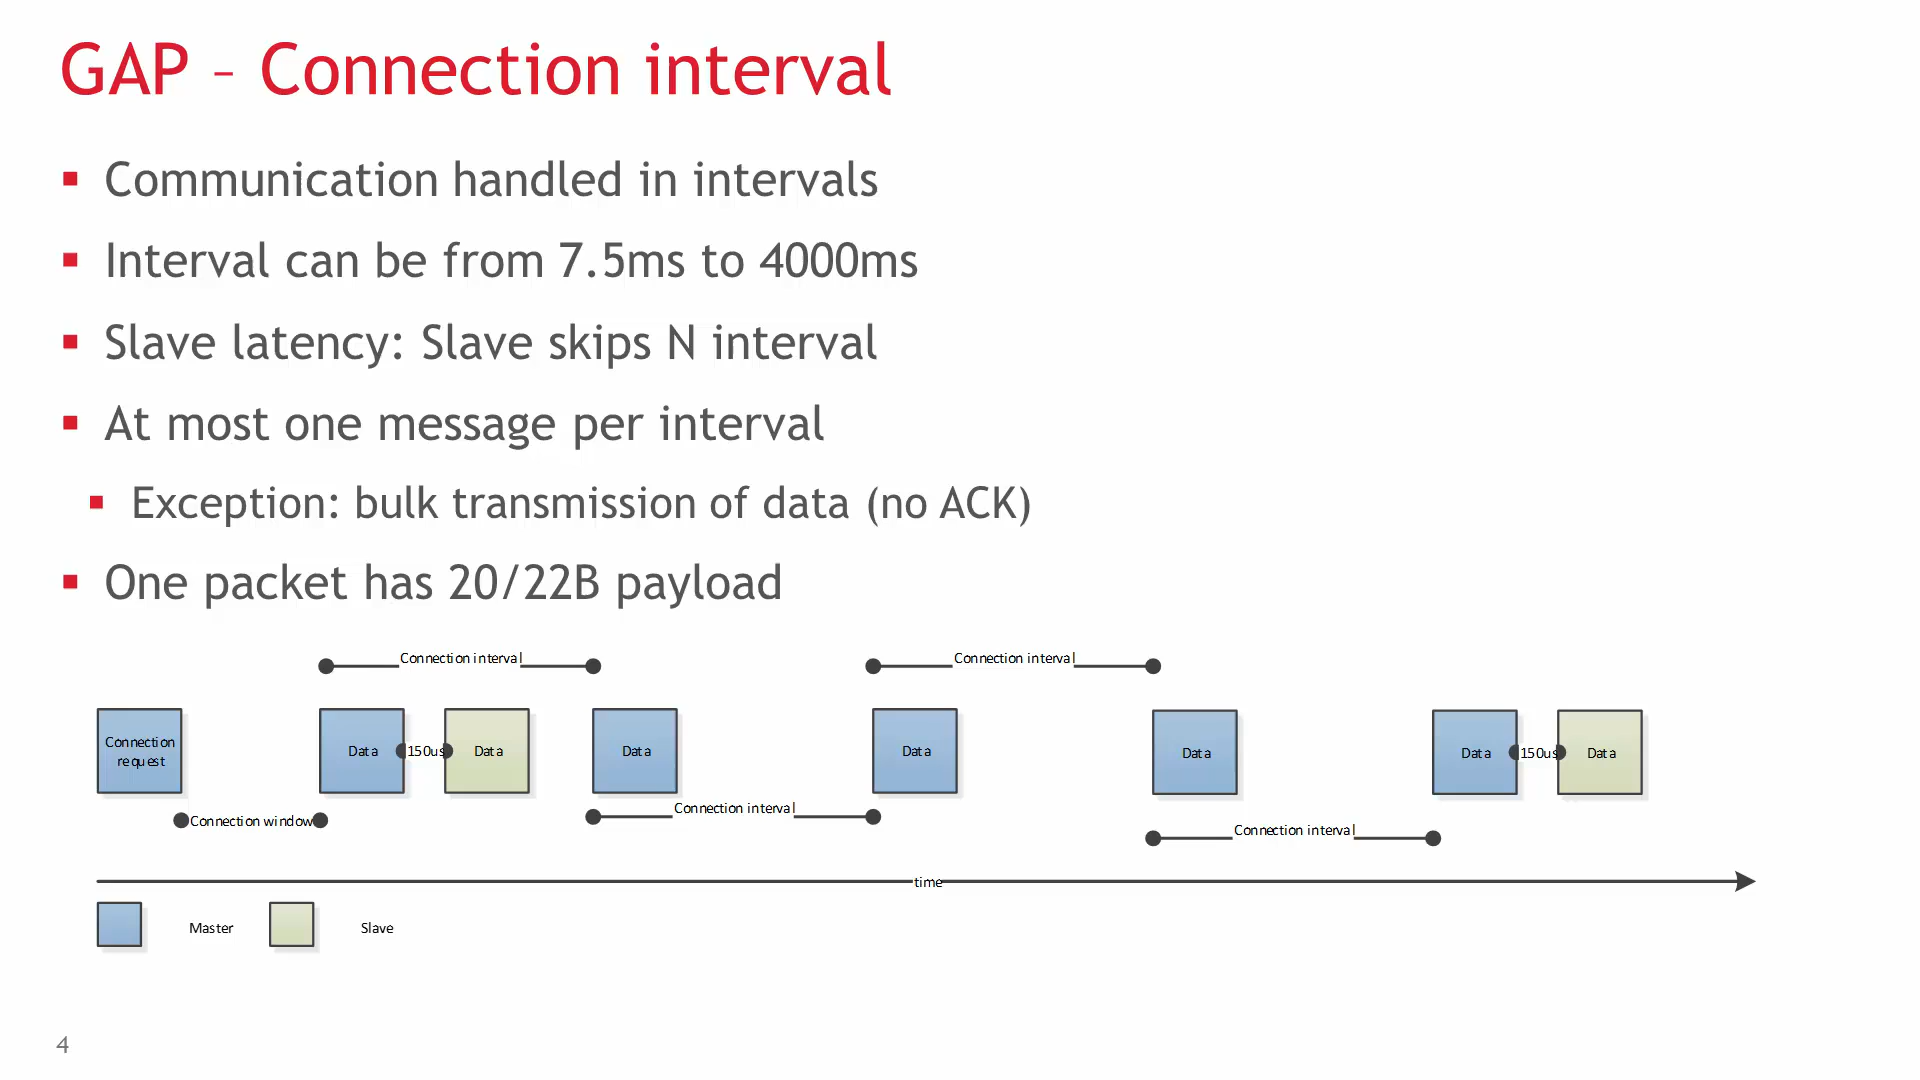 GAP – Connection interval
▪ Communication handled in intervals
▪ Interval can be from 7.5ms to 4000ms
▪ Slave latency: Slave skips N interval
▪ At most one message per interval
▪ Exception: bulk transmission of data (no ACK)
▪ One packet has 20/22B payload
Connection interval
Connection interval
Connection
request
Data
150us
Data
Data
Data
Data
Data
150us
Data
Connection window
Connection interval
Connection interval
time
Master
Slave
4